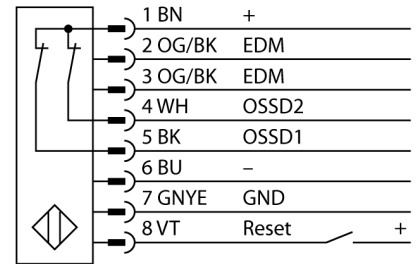 1 BN +
2 OG/BK EDM
3 OG/BK EDM
4 WH OSSD2
5 BK OSSD1
6 BU –
7 GNYE GND
8 VT Reset +